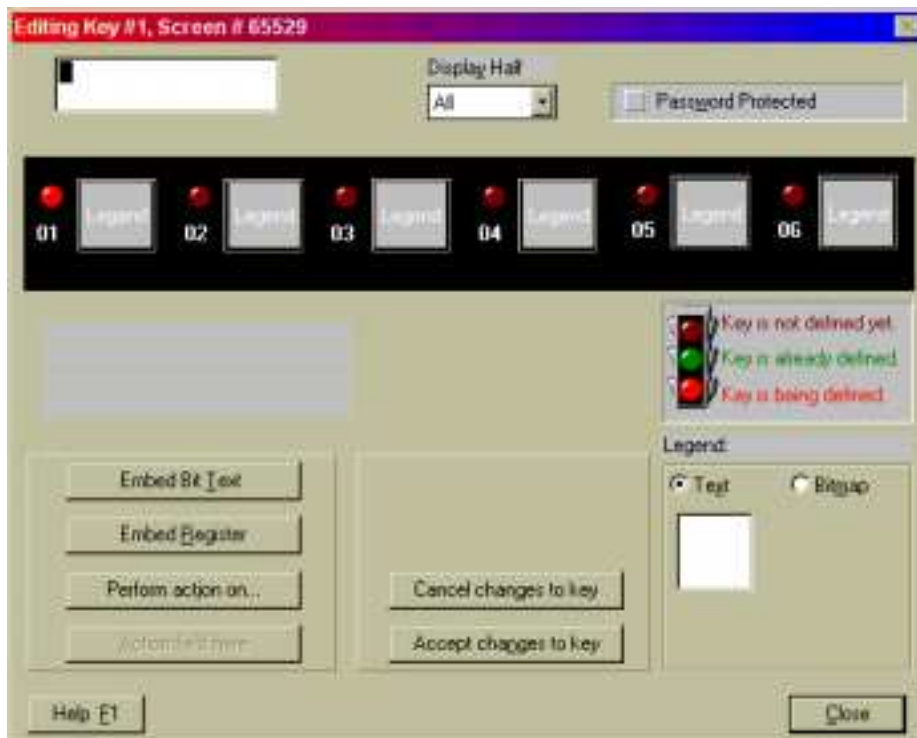 Editing Key #1, Screen # 65529
Display Half
All
Password Protected
01 Legend 02 Legend 03 Legend 04 Legend 05 Legend 06 Legend
Key is not defined yet.
Key is already defined.
Key is being defined.
Legend:
Embed Bit Text
Text Bitmap
Embed Register
Perform action on...
Cancel changes to key
Accept changes to key
Help F1
Close